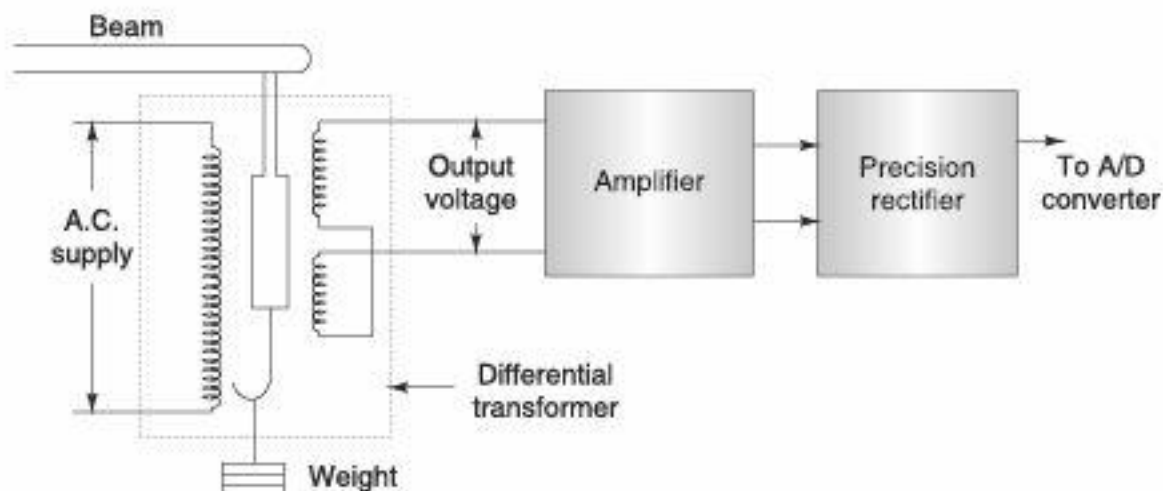 Beam
A.C.
supply
Output
voltage
Amplifier
Precision
rectifier
To A/D
converter
Differential
transformer
Weight